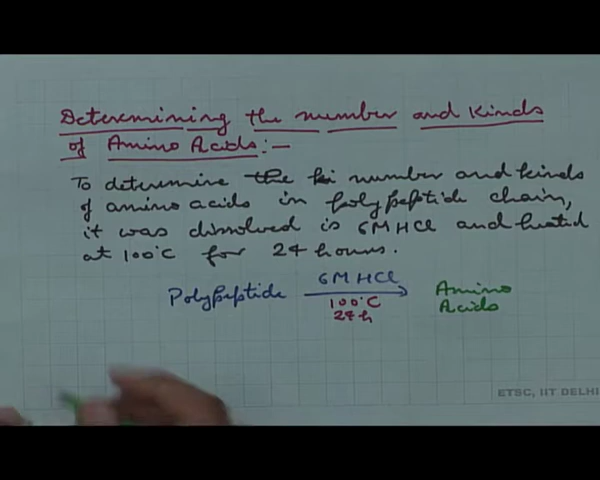 Determining the number and Kinds
of Amino Acids:-
To determine the ki number and kinds
of amino acids in polypeptide chain,
it was dissolved is 6M HCl and heated
at 100°C for 24 hours.
Polypeptide 6M HCl Amino
100°C Acids
24 h
ETSC, IIT DELHI